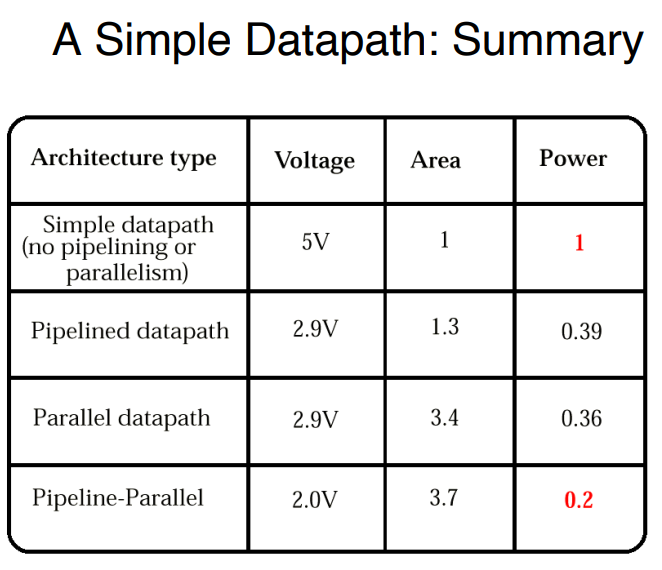 A Simple Datapath: Summary
Architecture type Voltage Area Power
Simple datapath
(no pipelining or
parallelism)
5V 1 1
Pipelined datapath 2.9V 1.3 0.39
Parallel datapath 2.9V 3.4 0.36
Pipeline-Parallel 2.0V 3.7 0.2